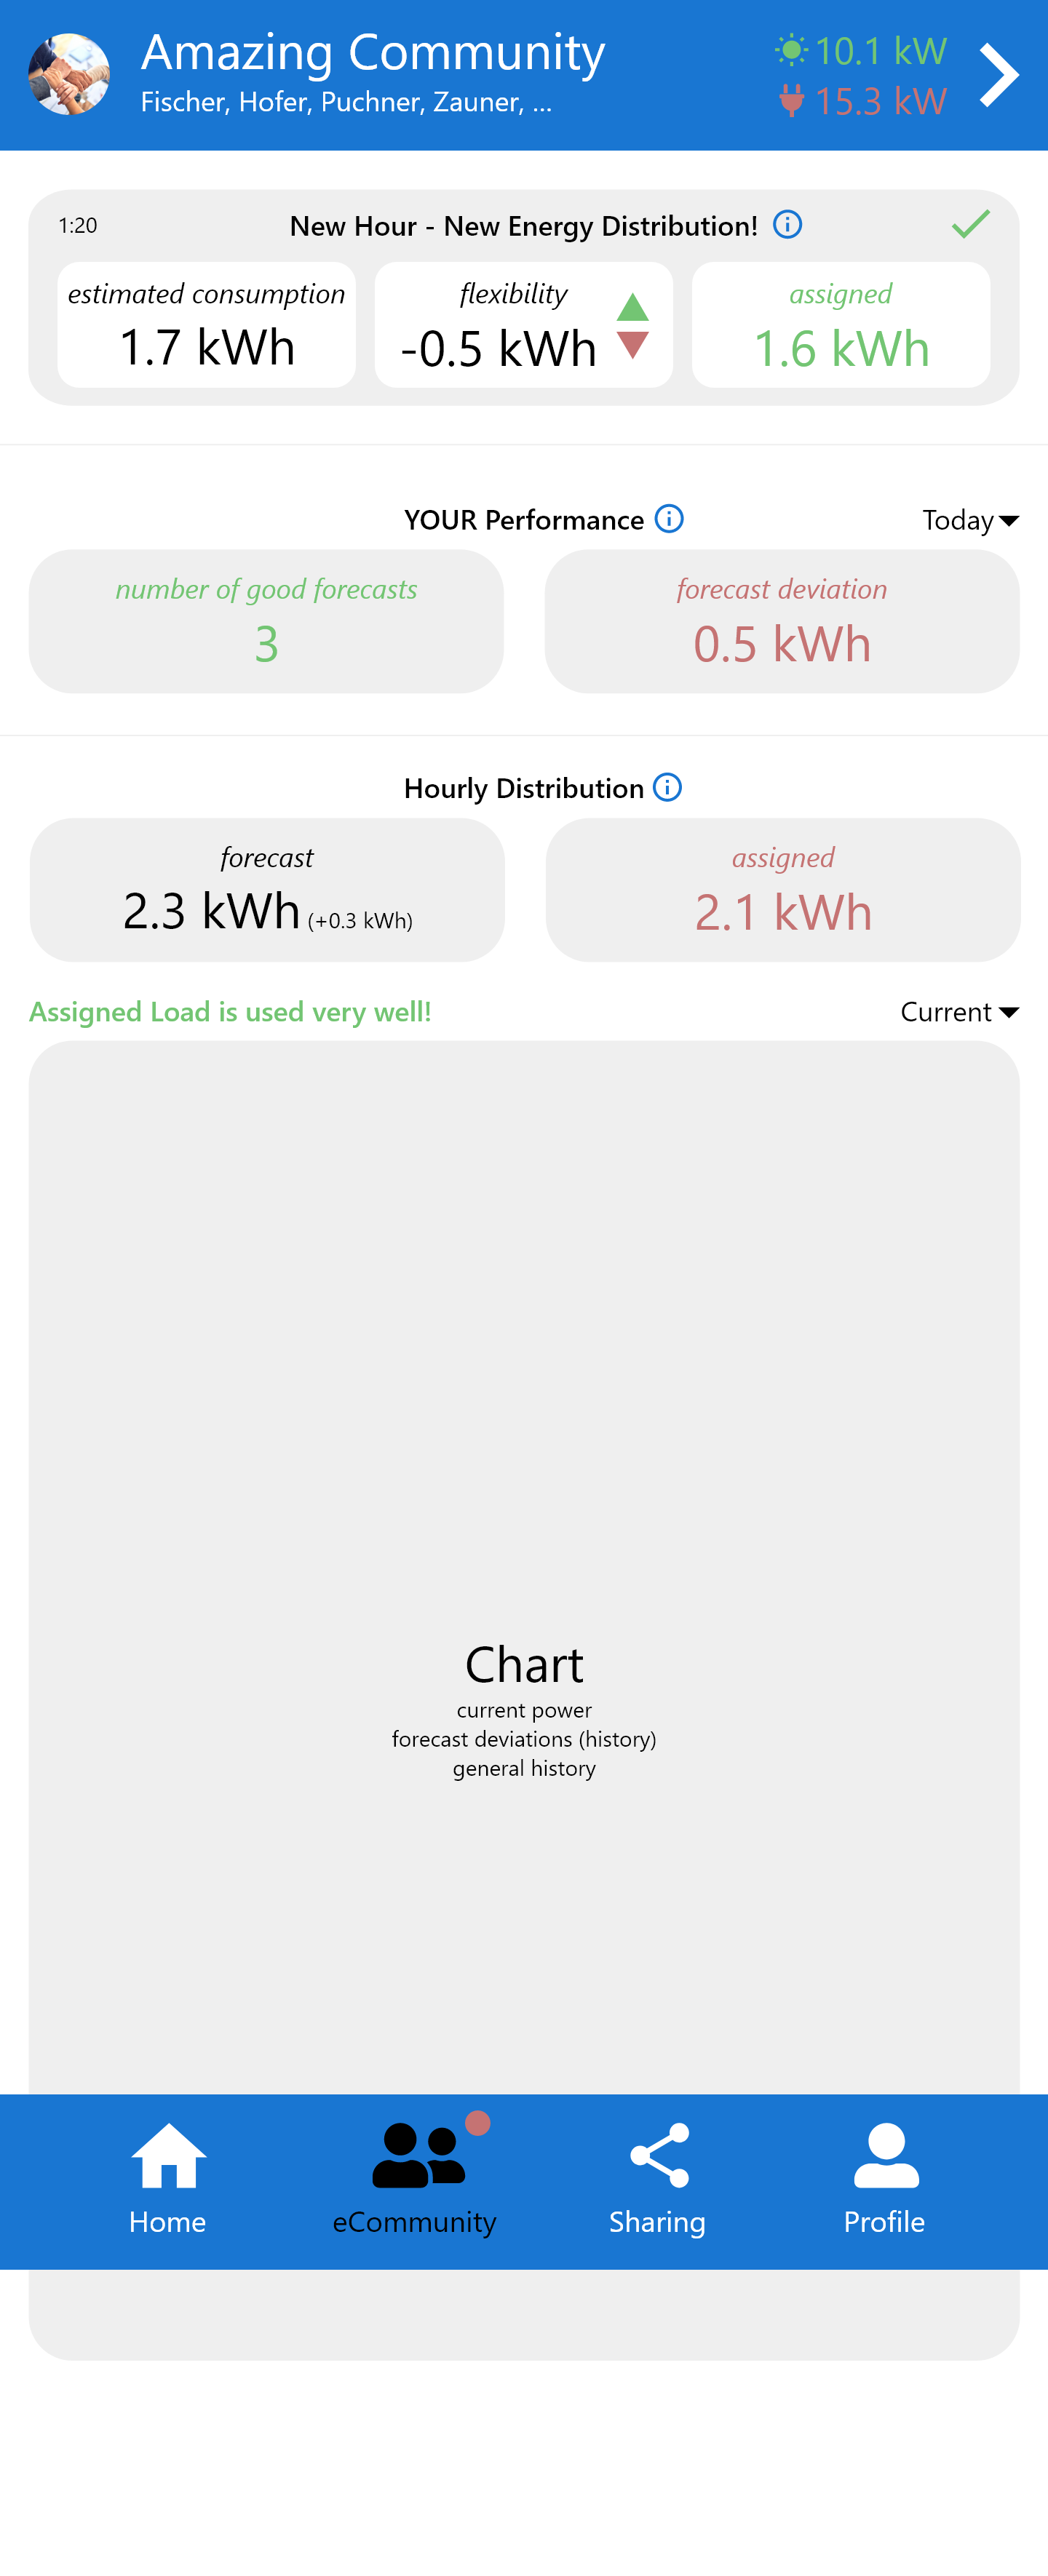 Amazing Community
Fischer, Hofer, Puchner, Zauner, ...
10.1 kW
15.3 kW
1:20
New Hour - New Energy Distribution!
estimated consumption
1.7 kWh
flexibility
-0.5 kWh
assigned
1.6 kWh
YOUR Performance
Today
number of good forecasts
3
forecast deviation
0.5 kWh
Hourly Distribution
forecast
2.3 kWh (+0.3 kWh)
assigned
2.1 kWh
Assigned Load is used very well!
Current
Chart
current power
forecast deviations (history)
general history
Home
eCommunity
Sharing
Profile